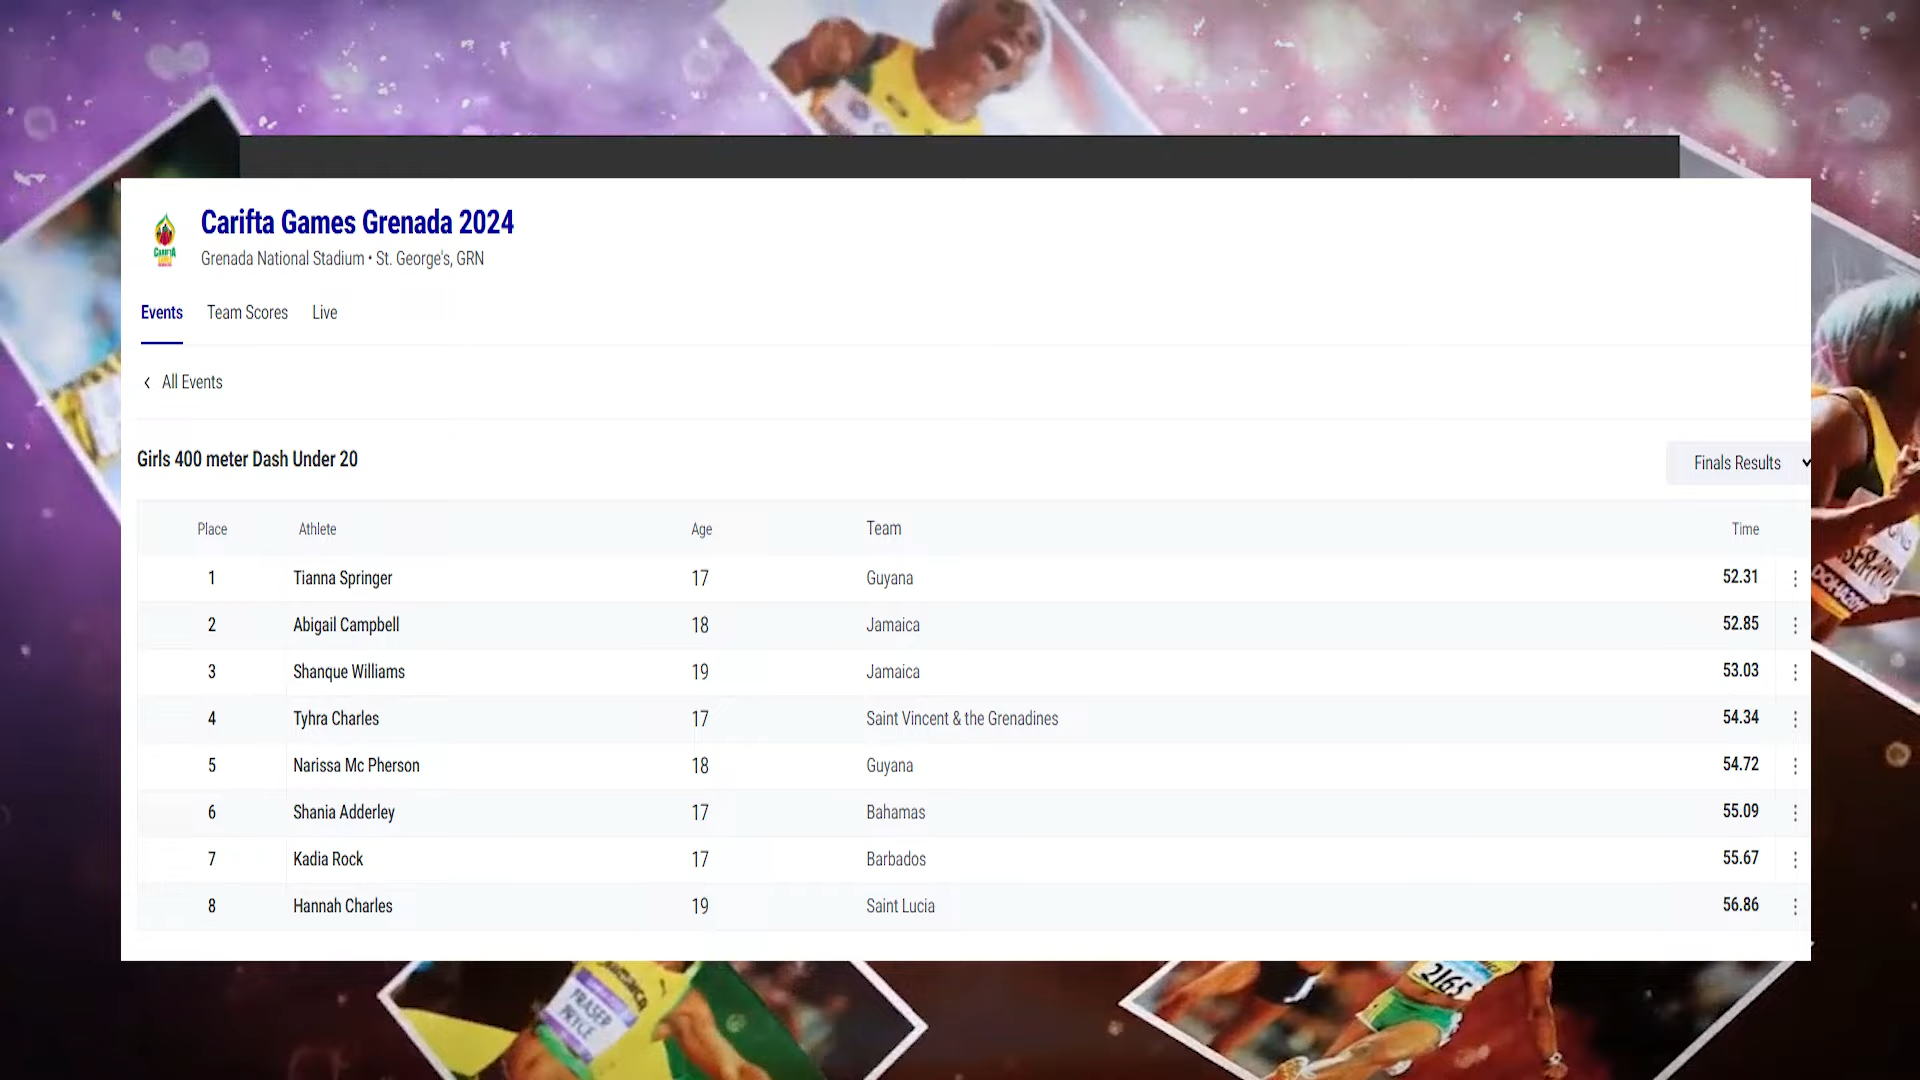 Carifta Games Grenada 2024
Grenada National Stadium • St. George's, GRN
CARIFTA
Events Team Scores Live
All Events
Girls 400 meter Dash Under 20
Finals Results
Place Athlete Age Team Time
1 Tianna Springer 17 Guyana 52.31
2 Abigail Campbell 18 Jamaica 52.85
3 Shanque Williams 19 Jamaica 53.03
4 Tyhra Charles 17 Saint Vincent & the Grenadines 54.34
5 Narissa Mc Pherson 18 Guyana 54.72
6 Shania Adderley 17 Bahamas 55.09
7 Kadia Rock 17 Barbados 55.67
8 Hannah Charles 19 Saint Lucia 56.86
FRASER
PRYCE
2165